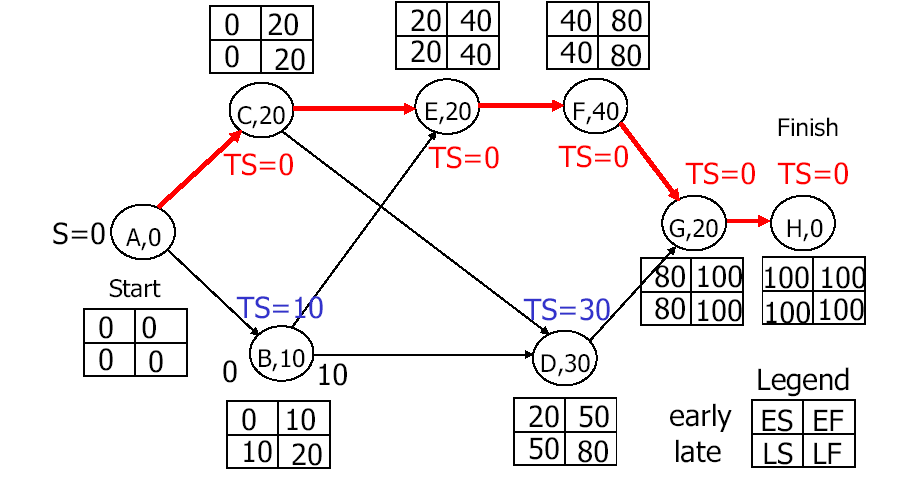 0 20
0 20
20 40
20 40
40 80
40 80
C,20
E,20
F,40
Finish
TS=0
TS=0
TS=0
TS=0
TS=0
S=0
A,0
G,20
H,0
Start
0 0
0 0
80 100
80 100
100 100
100 100
TS=10
TS=30
0
B,10
10
D,30
0 10
10 20
20 50
50 80
Legend
early
ES EF
late
LS LF